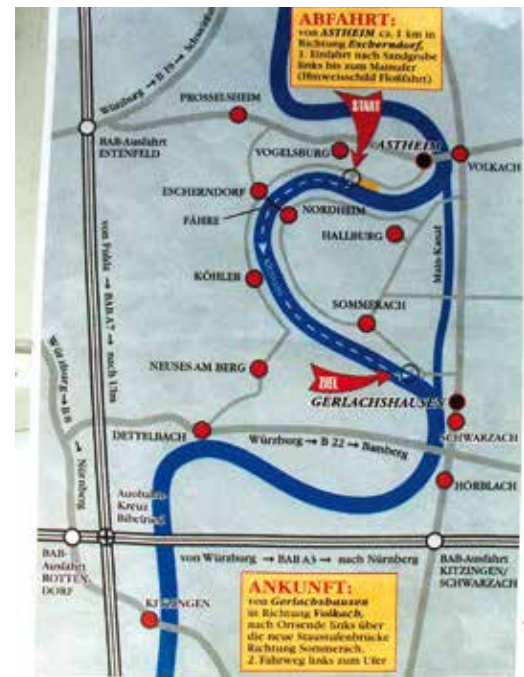 ABFAHRT:
von ASTHEIM ca. 1 km in
Richtung Escherndorf,
1. Einfahrt nach Sandgrube
links bis zum Mainufer
(Hinweisschild Floßfahrt)
Würzburg → B 19 → Schweinfurt
PROSSELSHEIM
START
BAB-Ausfahrt
ESTENFELD
VOGELSBURG
ASTHEIM
VOLKACH
ESCHERNDORF
FÄHRE
NORDHEIM
HALLBURG
von Fulda → BAB A7 → nach Ulm
Main-Kanal
KÖHLER
SOMMERACH
Würzburg → B 8 → Nürnberg
NEUSES AM BERG
ZIEL
GERLACHSHAUSEN
SCHWARZACH
DETTELBACH
Würzburg → B 22 → Bamberg
HÖRBLACH
Autobahn-
Kreuz
Biebelried
BAB-
Ausfahrt
ROTTEN-
DORF
von Würzburg → BAB A3 → nach Nürnberg
BAB-Ausfahrt
KITZINGEN/
SCHWARZACH
KITZINGEN
ANKUNFT:
von Gerlachshausen
in Richtung Volkach,
nach Ortsende links über
die neue Staustufenbrücke
Richtung Sommerach.
2. Fahrweg links zum Ufer